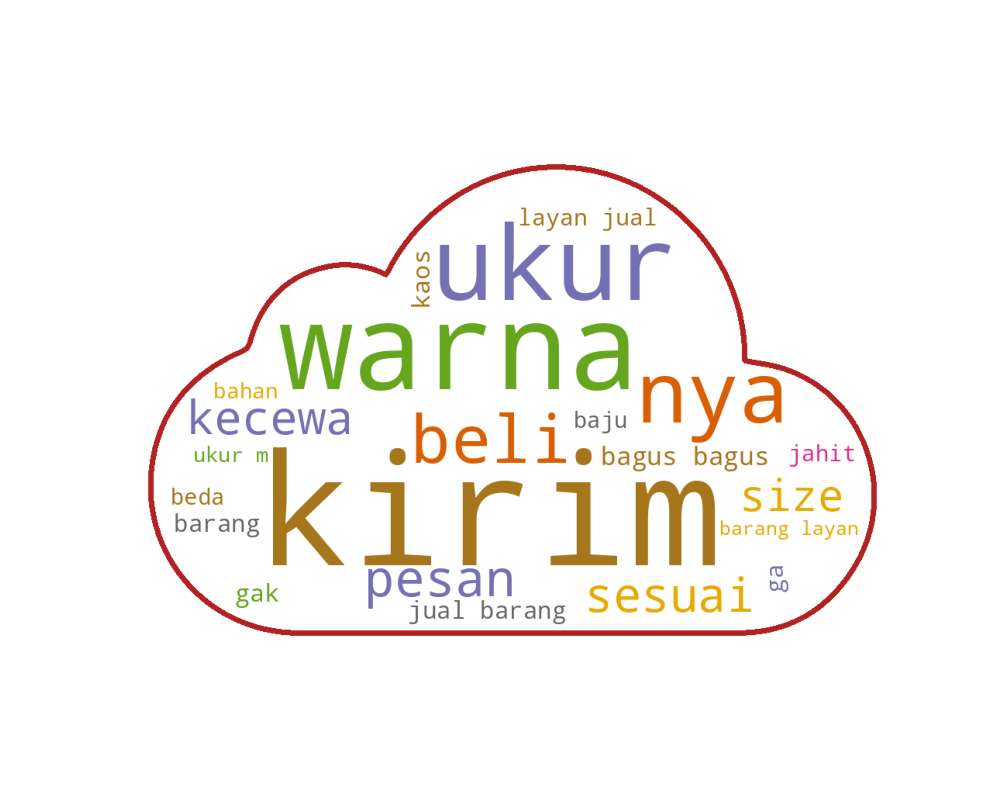 layan jual
ukur
kaos
warna
nya
bahan
kecewa
beli
baju
ukur m
bagus bagus
jahit
kirim
beda
size
barang
barang layan
pesan
ga
gak
sesuai
jual barang